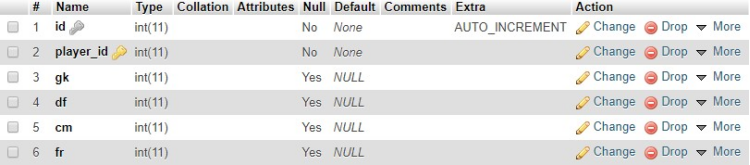 # Name Type Collation Attributes Null Default Comments Extra Action
1 id int(11) No None AUTO_INCREMENT Change Drop More
2 player_id int(11) No None Change Drop More
3 gk int(11) Yes NULL Change Drop More
4 df int(11) Yes NULL Change Drop More
5 cm int(11) Yes NULL Change Drop More
6 fr int(11) Yes NULL Change Drop More